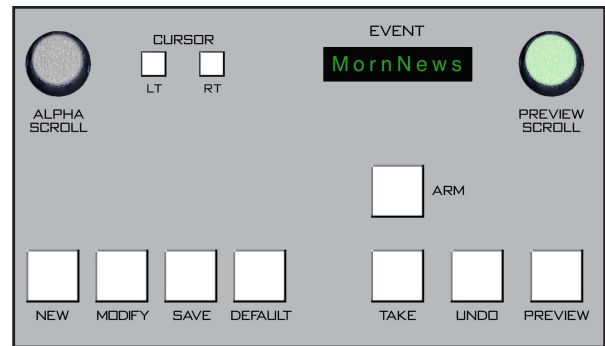 CURSOR
EVENT
MornNews
LT
RT
ALPHA
SCROLL
PREVIEW
SCROLL
ARM
NEW
MODIFY
SAVE
DEFAULT
TAKE
UNDO
PREVIEW